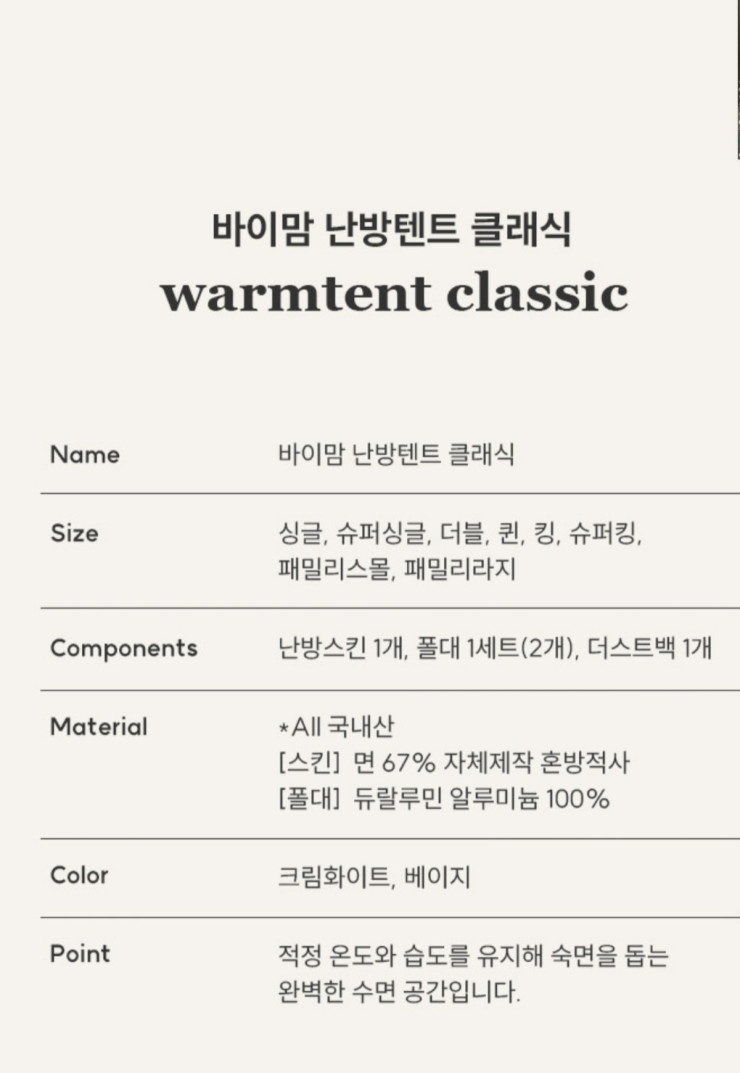 바이맘 난방텐트 클래식
warmtent classic
Name 바이맘 난방텐트 클래식
Size 싱글, 슈퍼싱글, 더블, 퀸, 킹, 슈퍼킹,
패밀리스몰, 패밀리라지
Components 난방스킨 1개, 폴대 1세트(2개), 더스트백 1개
Material *All 국내산
[스킨] 면 67% 자체제작 혼방적사
[폴대] 듀랄루민 알루미늄 100%
Color 크림화이트, 베이지
Point 적정 온도와 습도를 유지해 숙면을 돕는
완벽한 수면 공간입니다.